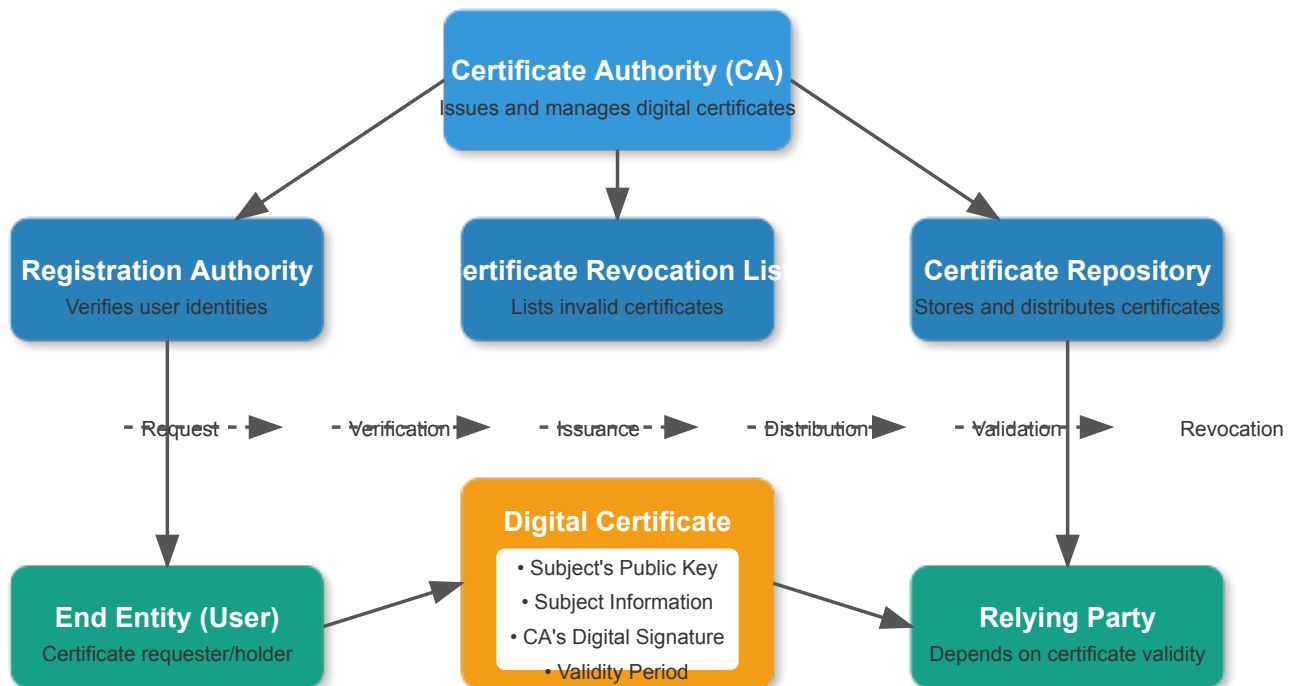 Certificate Authority (CA)
Issues and manages digital certificates
Registration Authority
Verifies user identities
ertificate Revocation Lis
Lists invalid certificates
Certificate Repository
Stores and distributes certificates
Request
Verification
Issuance
Distribution
Validation
Revocation
Digital Certificate
• Subject's Public Key
• Subject Information
• CA's Digital Signature
• Validity Period
End Entity (User)
Certificate requester/holder
Relying Party
Depends on certificate validity